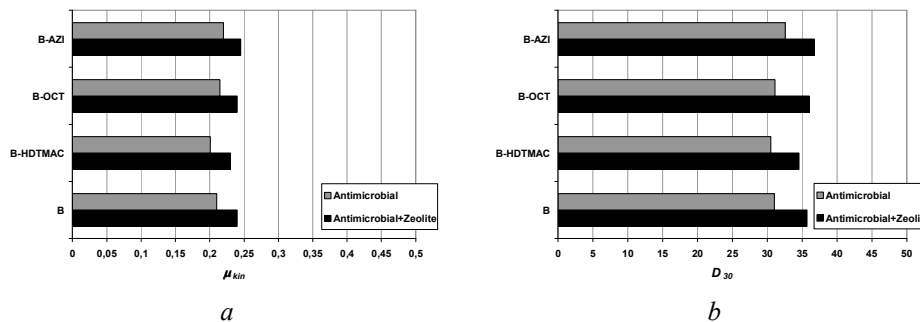 B-AZI
B-OCT
B-HDTMAC
B
Antimicrobial
Antimicrobial+Zeolite
0 0,05 0,1 0,15 0,2 0,25 0,3 0,35 0,4 0,45 0,5
μkin
a
B-AZI
B-OCT
B-HDTMAC
B
Antimicrobial
Antimicrobial+Zeoli
0 5 10 15 20 25 30 35 40 45 50
D30
b